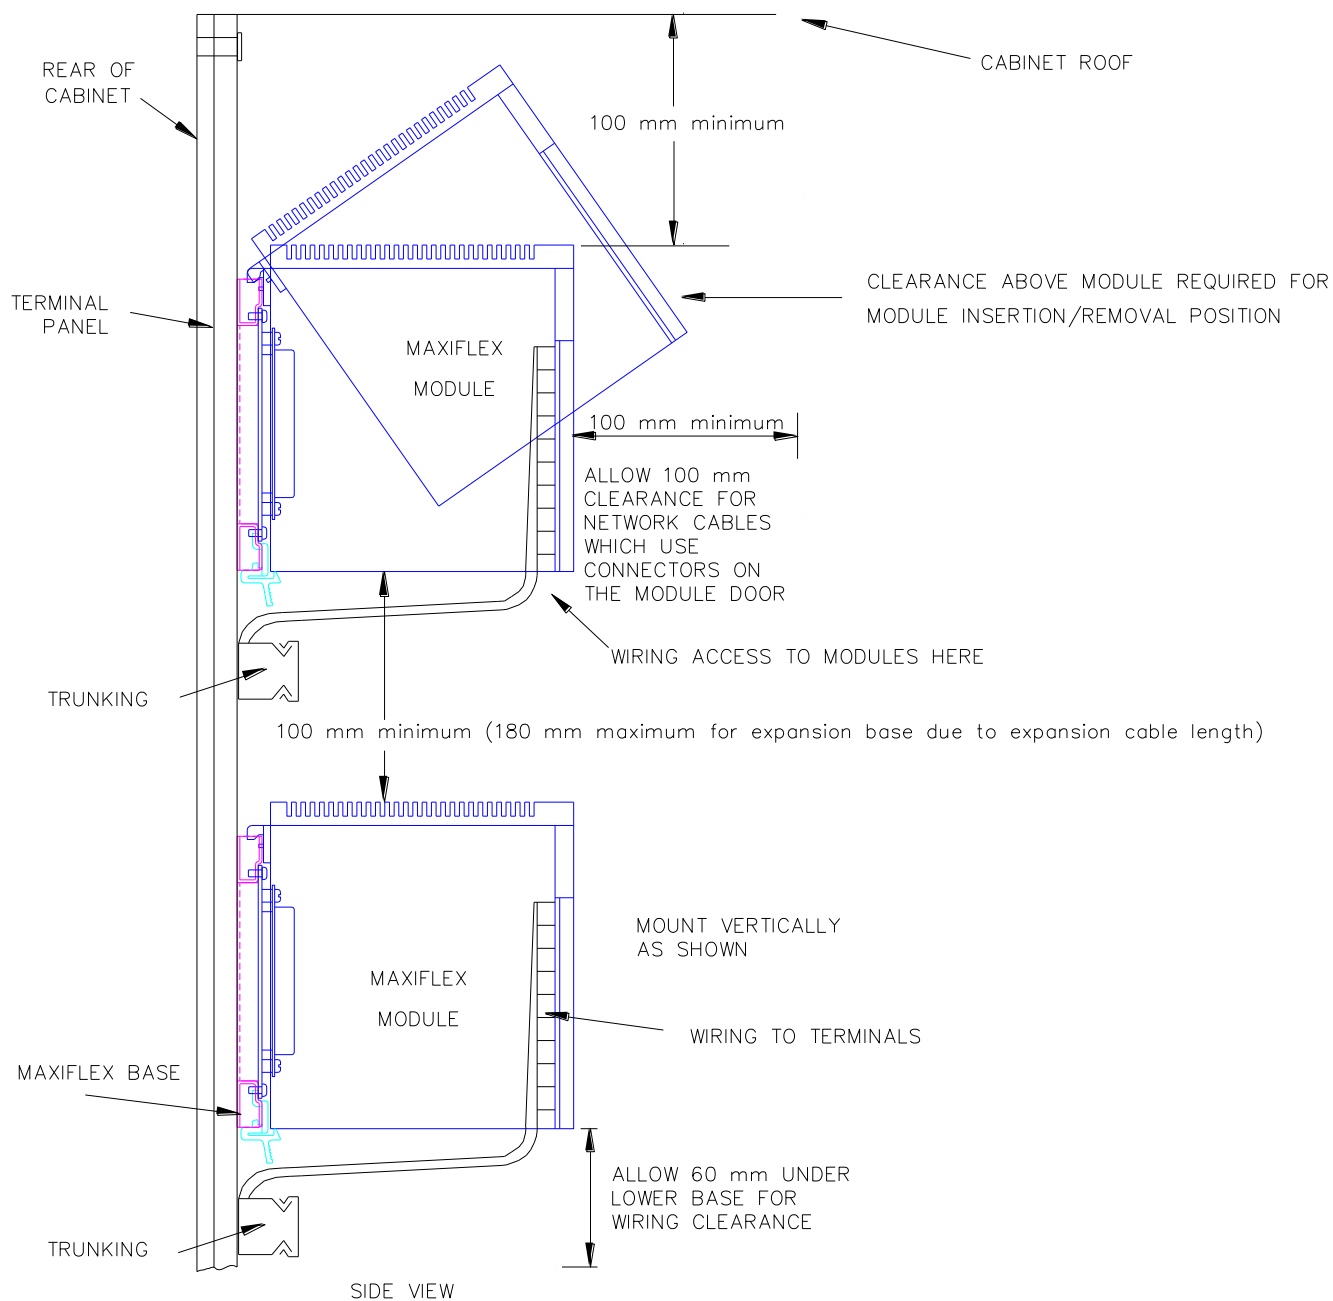 CABINET ROOF
REAR OF
CABINET
100 mm minimum
CLEARANCE ABOVE MODULE REQUIRED FOR
MODULE INSERTION/REMOVAL POSITION
TERMINAL
PANEL
MAXIFLEX
MODULE
100 mm minimum
ALLOW 100 mm
CLEARANCE FOR
NETWORK CABLES
WHICH USE
CONNECTORS ON
THE MODULE DOOR
WIRING ACCESS TO MODULES HERE
TRUNKING
100 mm minimum (180 mm maximum for expansion base due to expansion cable length)
MOUNT VERTICALLY
AS SHOWN
MAXIFLEX
MODULE
WIRING TO TERMINALS
MAXIFLEX BASE
ALLOW 60 mm UNDER
LOWER BASE FOR
WIRING CLEARANCE
TRUNKING
SIDE VIEW